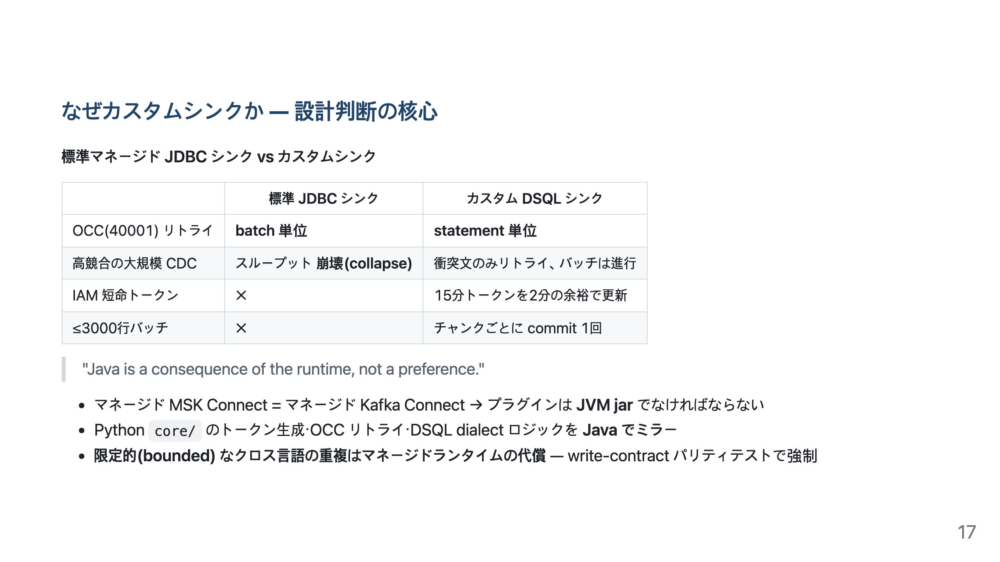 なぜカスタムシンクか — 設計判断の核心
標準マネージド JDBC シンク vs カスタムシンク
標準 JDBC シンク カスタム DSQL シンク
OCC(40001) リトライ batch 単位 statement 単位
高競合の大規模 CDC スループット 崩壊(collapse) 衝突文のみリトライ、バッチは進行
IAM 短命トークン ✕ 15分トークンを2分の余裕で更新
≤3000行バッチ ✕ チャンクごとに commit 1回
"Java is a consequence of the runtime, not a preference."
• マネージド MSK Connect = マネージド Kafka Connect → プラグインは JVM jar でなければならない
• Python core/ のトークン生成·OCC リトライ·DSQL dialect ロジックを Java でミラー
• 限定的(bounded) なクロス言語の重複はマネージドランタイムの代償 — write-contract パリティテストで強制
17